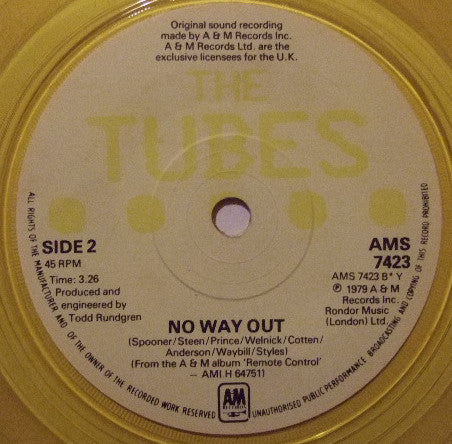 Original sound recording
made by A & M Records Inc.
A & M Records Ltd. are the
exclusive licensees for the U.K.
THE
TUBES
SIDE 2
45 RPM
Time: 3.26
Produced and
engineered by
Todd Rundgren
AMS
7423
AMS 7423 B* Y
℗ 1979 A & M
Records Inc.
Rondor Music
(London) Ltd.
NO WAY OUT
(Spooner/Steen/Prince/Welnick/Cotten/
Anderson/Waybill/Styles)
(From the A&M album 'Remote Control'
– AMI H 64751)
AM
RECORDS
ALL RIGHTS OF THE MANUFACTURER AND OF THE OWNER OF THE RECORDED WORK RESERVED
UNAUTHORISED PUBLIC PERFORMANCE BROADCASTING AND COPYING OF THIS RECORD PROHIBITED